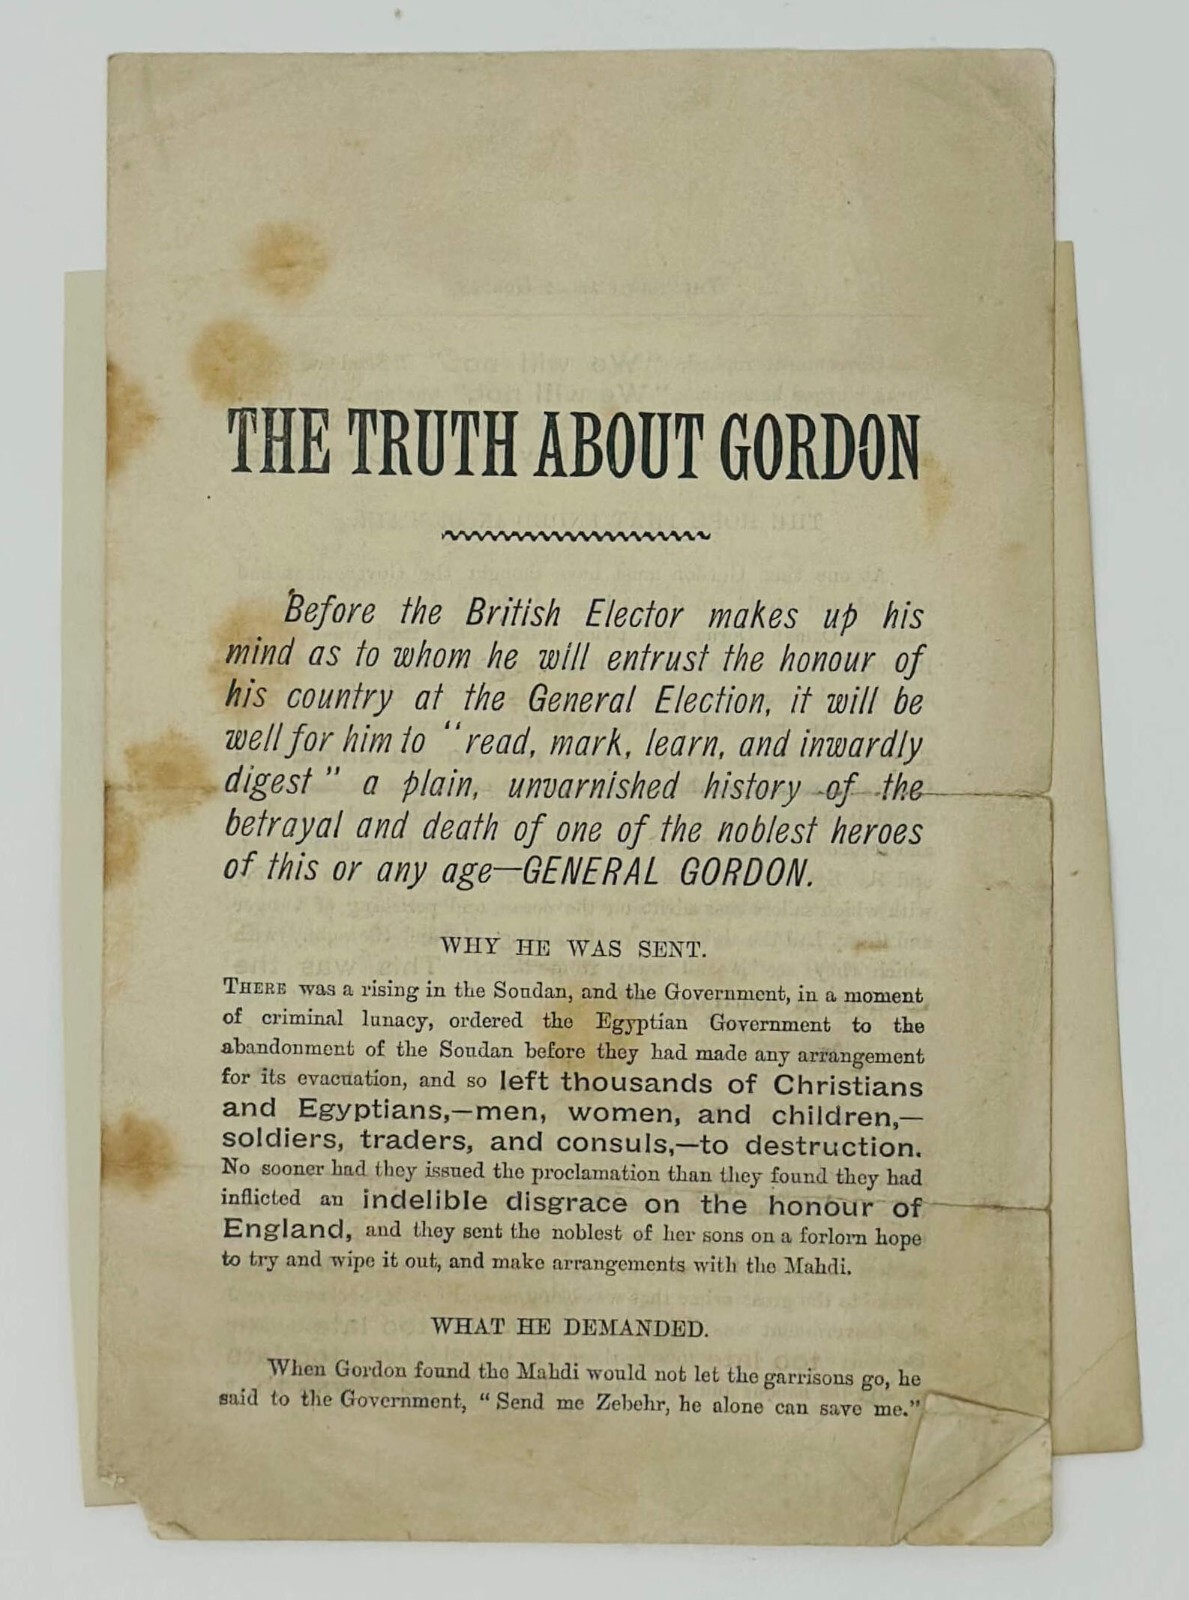 THE TRUTH ABOUT GORDON
Before the British Elector makes up his
mind as to whom he will entrust the honour of
his country at the General Election, it will be
well for him to "read, mark, learn, and inwardly
digest" a plain, unvarnished history of the
betrayal and death of one of the noblest heroes
of this or any age—GENERAL GORDON.
WHY HE WAS SENT.
THERE was a rising in the Soudan, and the Government, in a moment
of criminal lunacy, ordered the Egyptian Government to the
abandonment of the Soudan before they had made any arrangement
for its evacuation, and so left thousands of Christians
and Egyptians,—men, women, and children,—
soldiers, traders, and consuls,—to destruction.
No sooner had they issued the proclamation than they found they had
inflicted an indelible disgrace on the honour of
England, and they sent the noblest of her sons on a forlorn hope
to try and wipe it out, and make arrangements with the Mahdi.
WHAT HE DEMANDED.
When Gordon found the Mahdi would not let the garrisons go, he
said to the Government, "Send me Zebehr, he alone can save me."